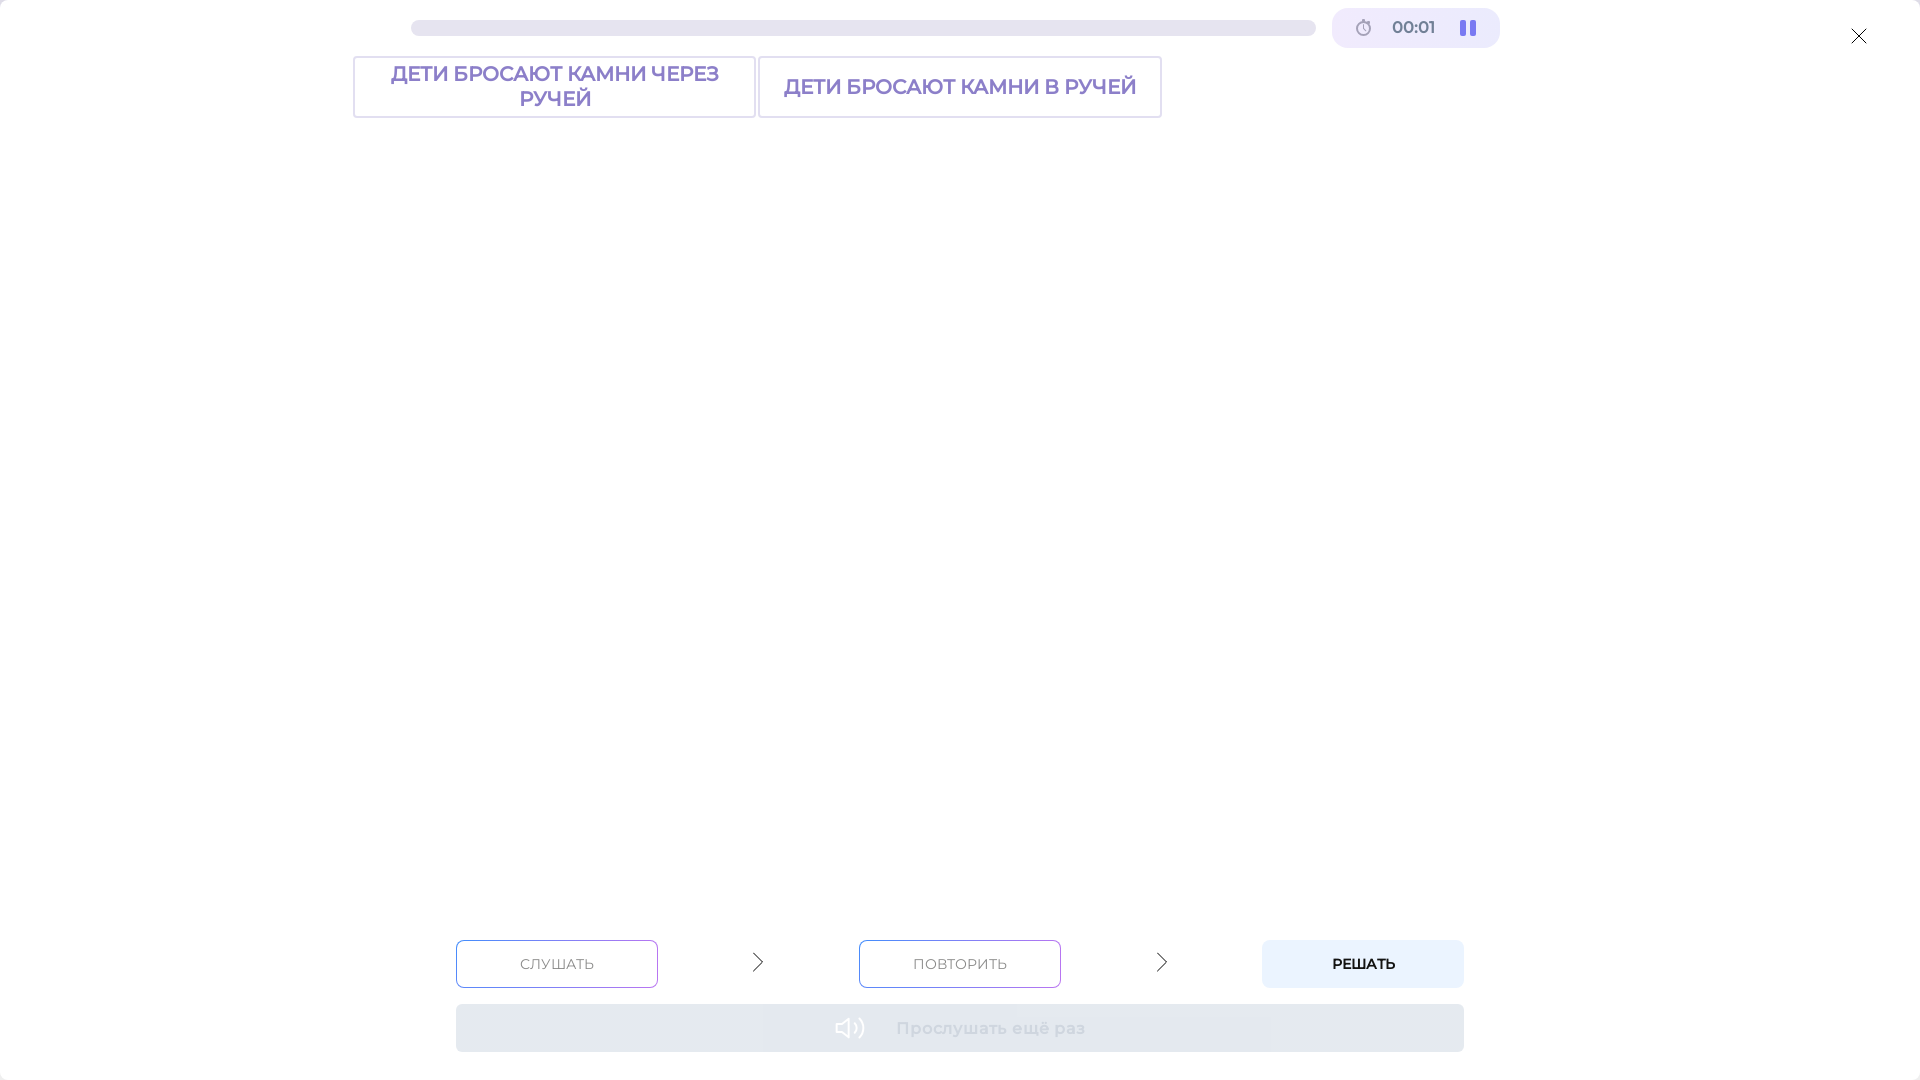 00:01
ДЕТИ БРОСАЮТ КАМНИ ЧЕРЕЗ
РУЧЕЙ
ДЕТИ БРОСАЮТ КАМНИ В РУЧЕЙ
СЛУШАТЬ
ПОВТОРИТЬ
РЕШАТЬ
Прослушать ещё раз